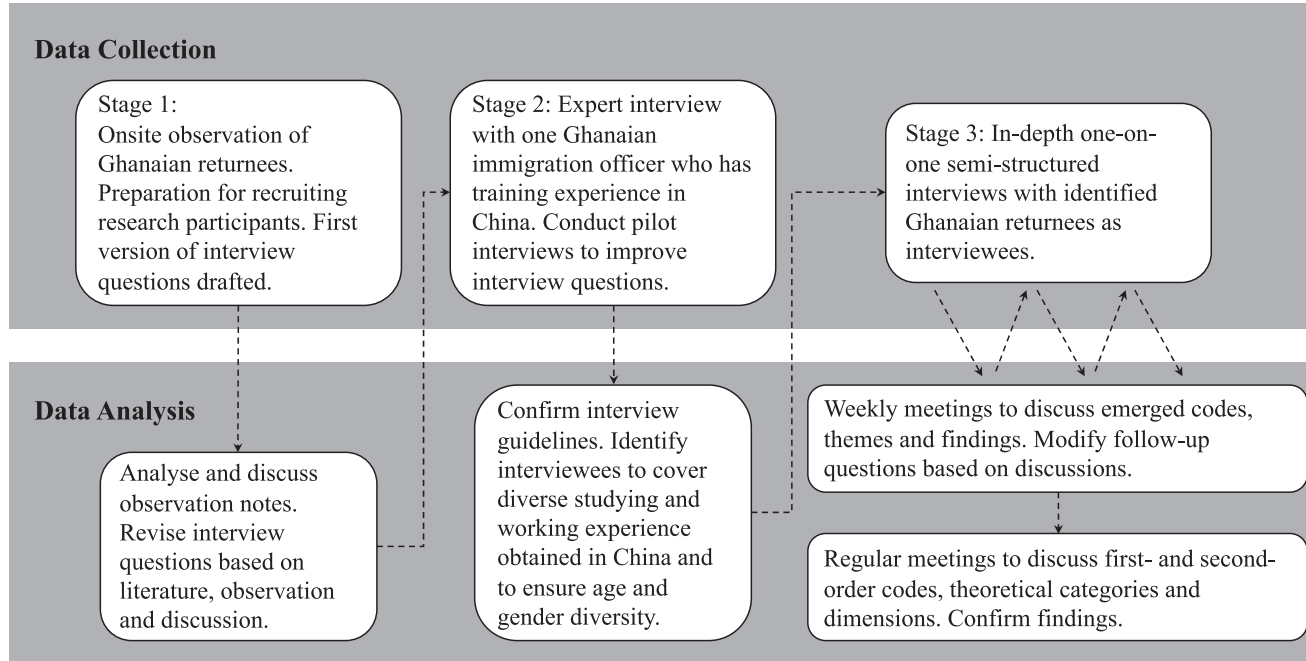 Data Collection
Stage 1:
Onsite observation of
Ghanaian returnees.
Preparation for recruiting
research participants. First
version of interview
questions drafted.
Stage 2: Expert interview
with one Ghanaian
immigration officer who has
training experience in
China. Conduct pilot
interviews to improve
interview questions.
Stage 3: In-depth one-on-
one semi-structured
interviews with identified
Ghanaian returnees as
interviewees.
Data Analysis
Analyse and discuss
observation notes.
Revise interview
questions based on
literature, observation
and discussion.
Confirm interview
guidelines. Identify
interviewees to cover
diverse studying and
working experience
obtained in China and
to ensure age and
gender diversity.
Weekly meetings to discuss emerged codes,
themes and findings. Modify follow-up
questions based on discussions.
Regular meetings to discuss first- and second-
order codes, theoretical categories and
dimensions. Confirm findings.